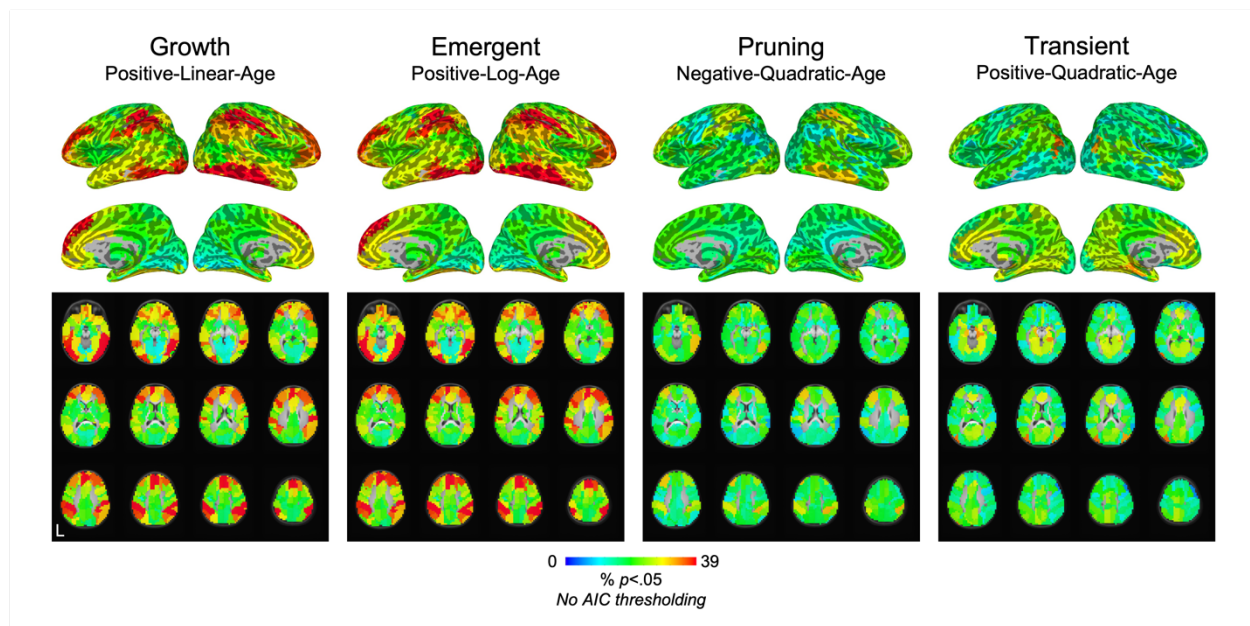 Growth
Positive-Linear-Age
Emergent
Positive-Log-Age
Pruning
Negative-Quadratic-Age
Transient
Positive-Quadratic-Age
L
0 39
% p<.05
No AIC thresholding